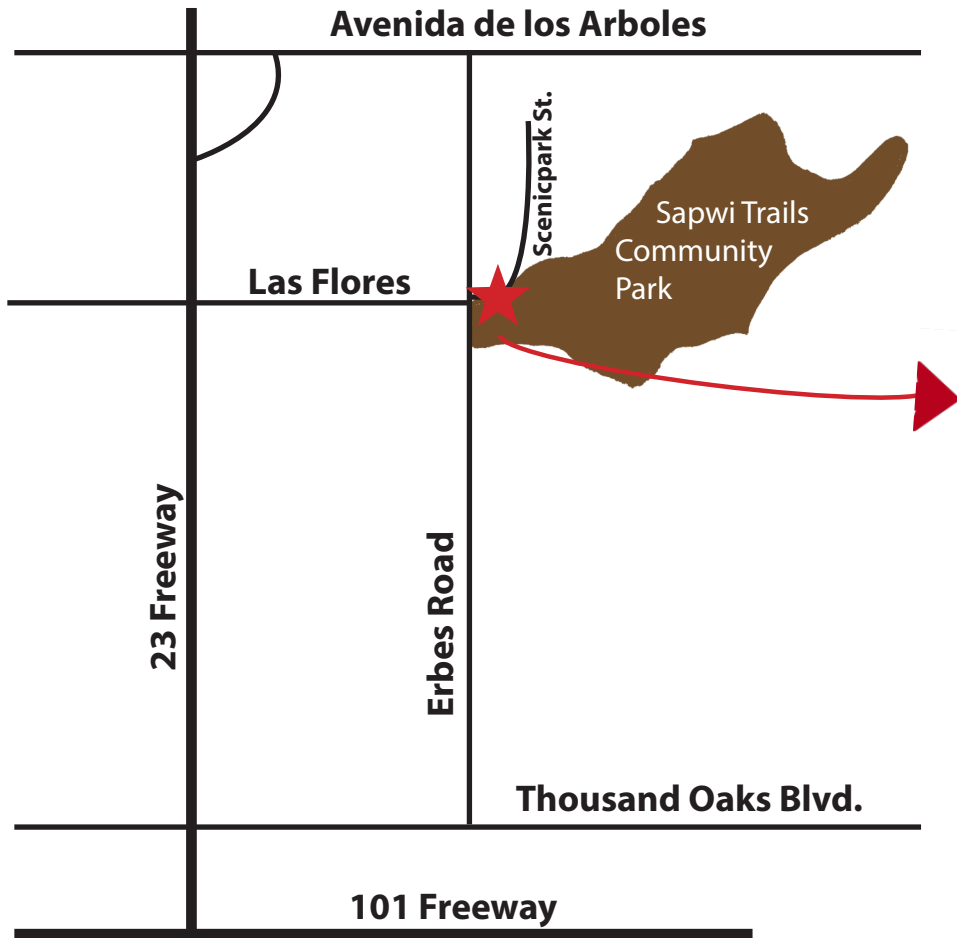 Avenida de los Arboles
Scenicpark St.
Sapwi Trails
Community
Park
Las Flores
23 Freeway
Erbes Road
Thousand Oaks Blvd.
101 Freeway